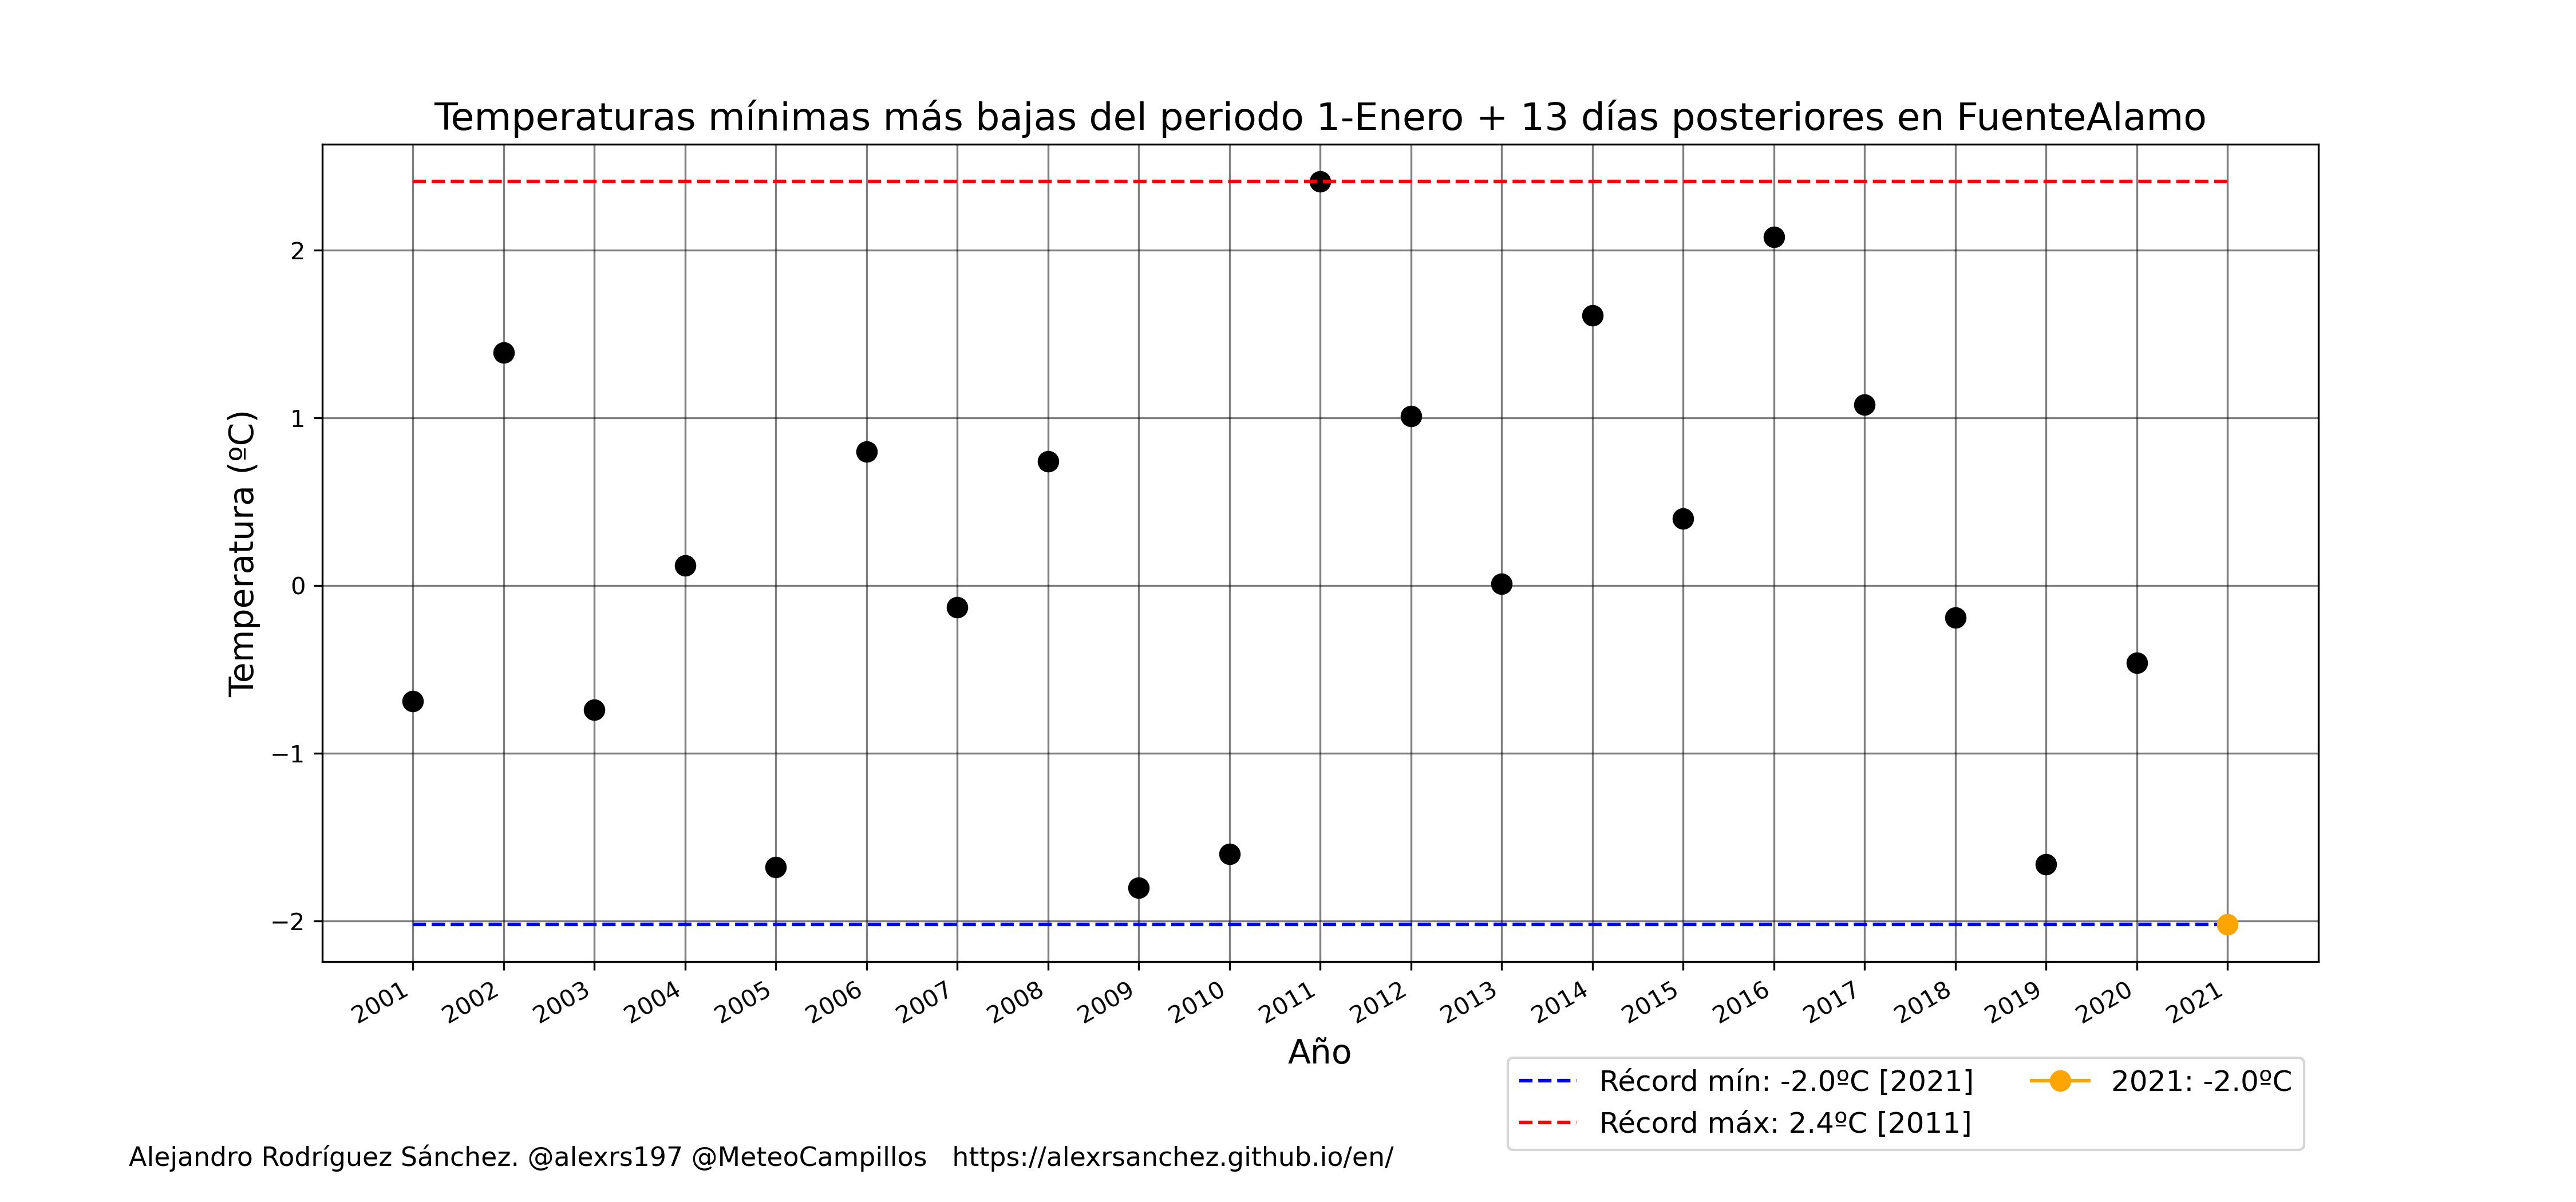 Temperaturas mínimas más bajas del periodo 1-Enero + 13 días posteriores en FuenteAlamo
Temperatura (ºC)
2
1
0
−1
−2
2001 2002 2003 2004 2005 2006 2007 2008 2009 2010 2011 2012 2013 2014 2015 2016 2017 2018 2019 2020 2021
Año
Récord mín: -2.0ºC [2021]
Récord máx: 2.4ºC [2011]
2021: -2.0ºC
Alejandro Rodríguez Sánchez. @alexrs197 @MeteoCampillos   https://alexrsanchez.github.io/en/